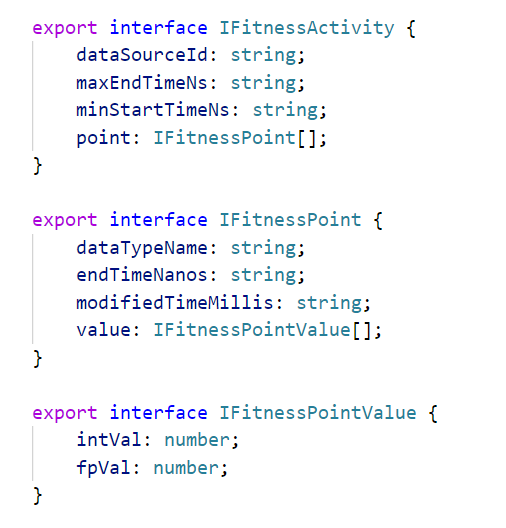 export interface IFitnessActivity {
    dataSourceId: string;
    maxEndTimeNs: string;
    minStartTimeNs: string;
    point: IFitnessPoint[];
}
export interface IFitnessPoint {
    dataTypeName: string;
    endTimeNanos: string;
    modifiedTimeMillis: string;
    value: IFitnessPointValue[];
}
export interface IFitnessPointValue {
    intVal: number;
    fpVal: number;
}